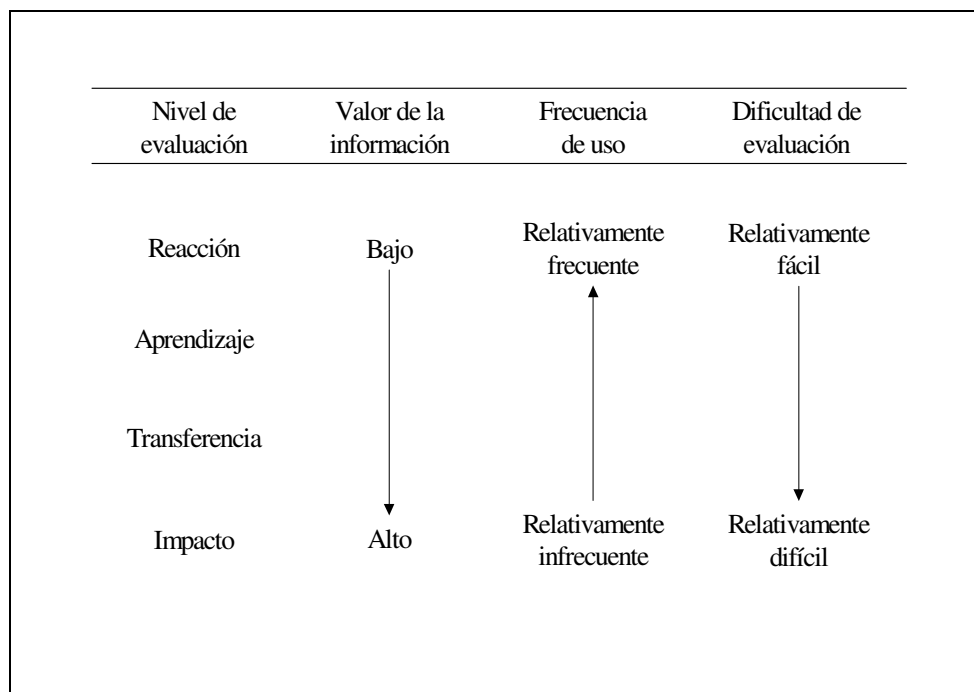 Nivel de evaluación
Valor de la información
Frecuencia de uso
Dificultad de evaluación
Reacción
Bajo
Relativamente frecuente
Relativamente fácil
Aprendizaje
Transferencia
Impacto
Alto
Relativamente infrecuente
Relativamente difícil